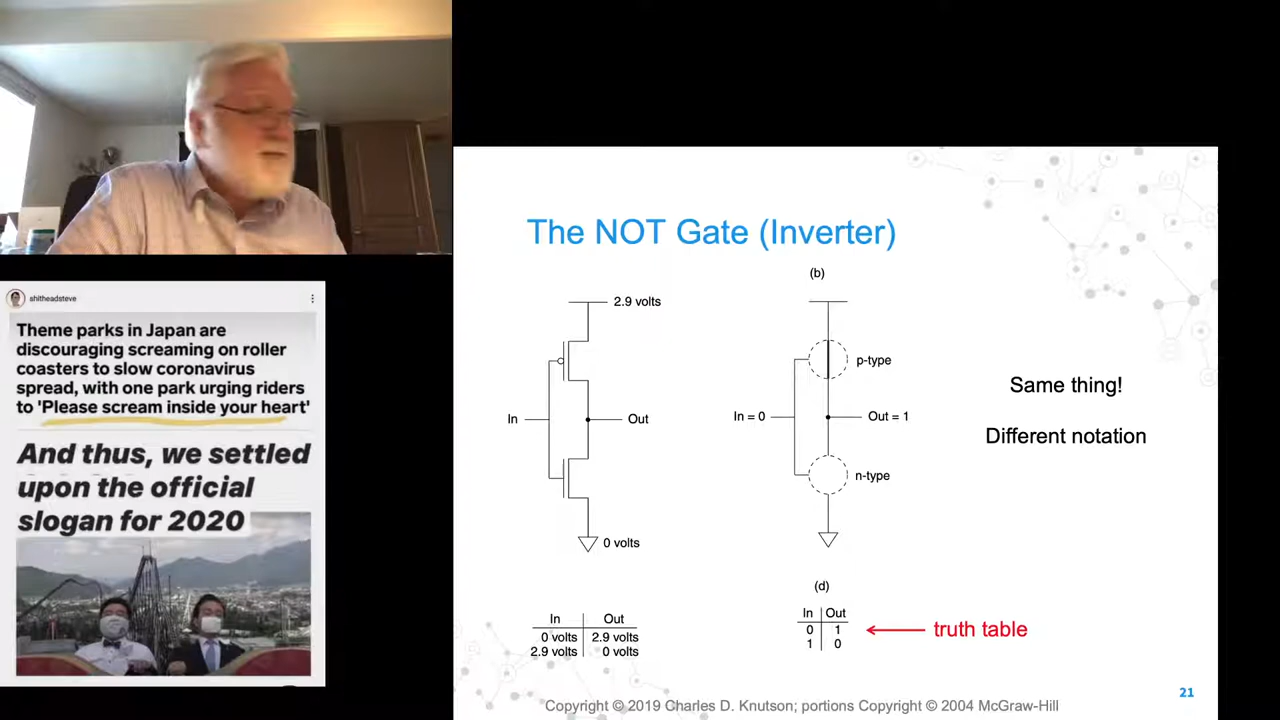 shitheadsteve
Theme parks in Japan are
discouraging screaming on roller
coasters to slow coronavirus
spread, with one park urging riders
to 'Please scream inside your heart'
And thus, we settled
upon the official
slogan for 2020
The NOT Gate (Inverter)
2.9 volts
In
Out
0 volts
In Out
0 volts 2.9 volts
2.9 volts 0 volts
(b)
p-type
In = 0
Out = 1
n-type
(d)
In Out
0 1
1 0
truth table
Same thing!
Different notation
21
Copyright © 2019 Charles D. Knutson; portions Copyright © 2004 McGraw-Hill